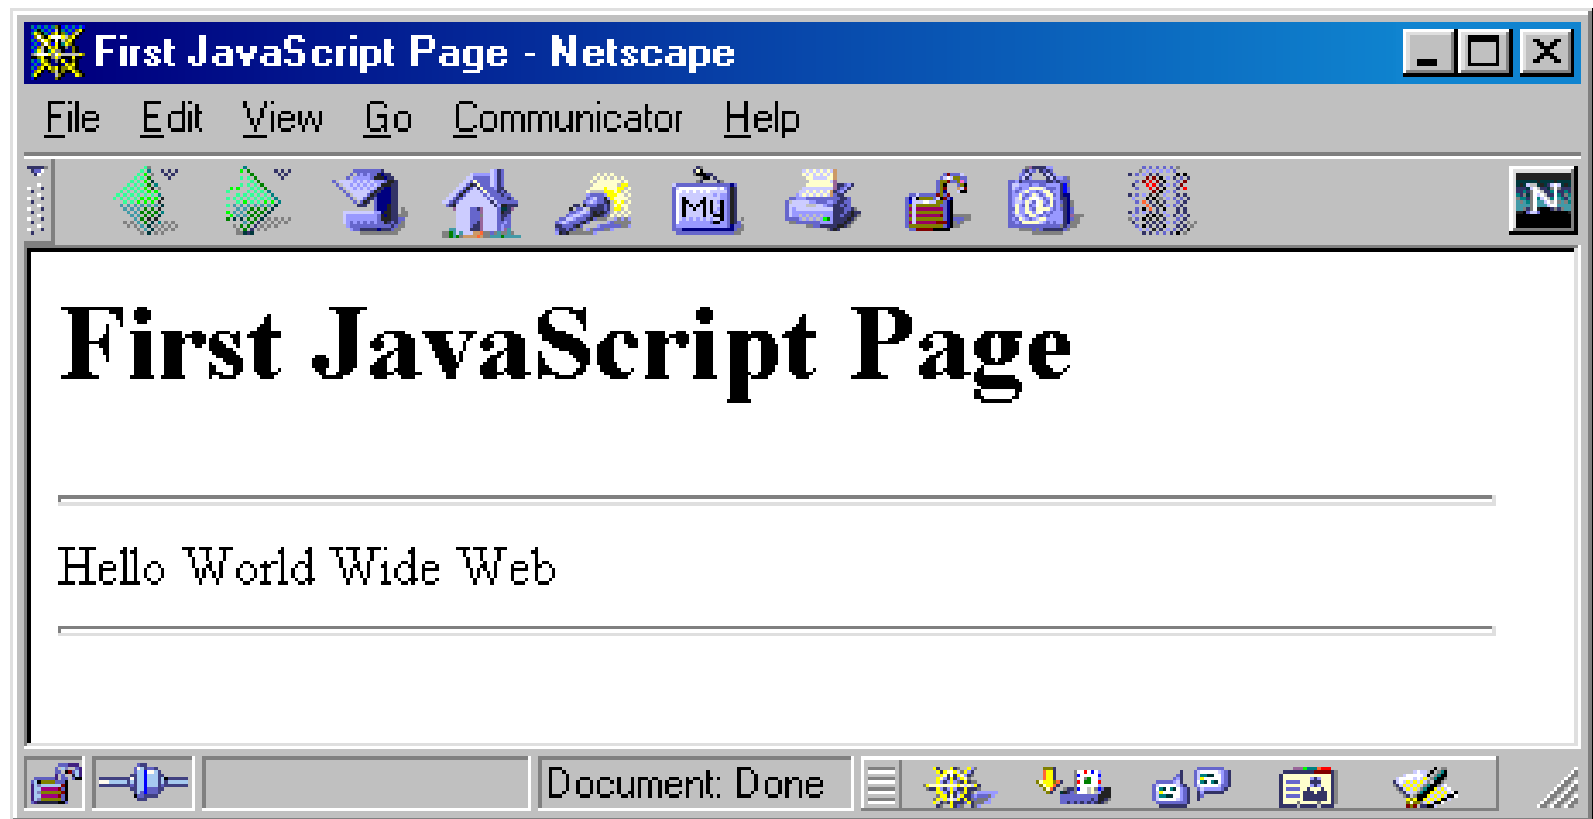 First JavaScript Page - Netscape
File Edit View Go Communicator Help
My
N
First JavaScript Page
Hello World Wide Web
Document: Done